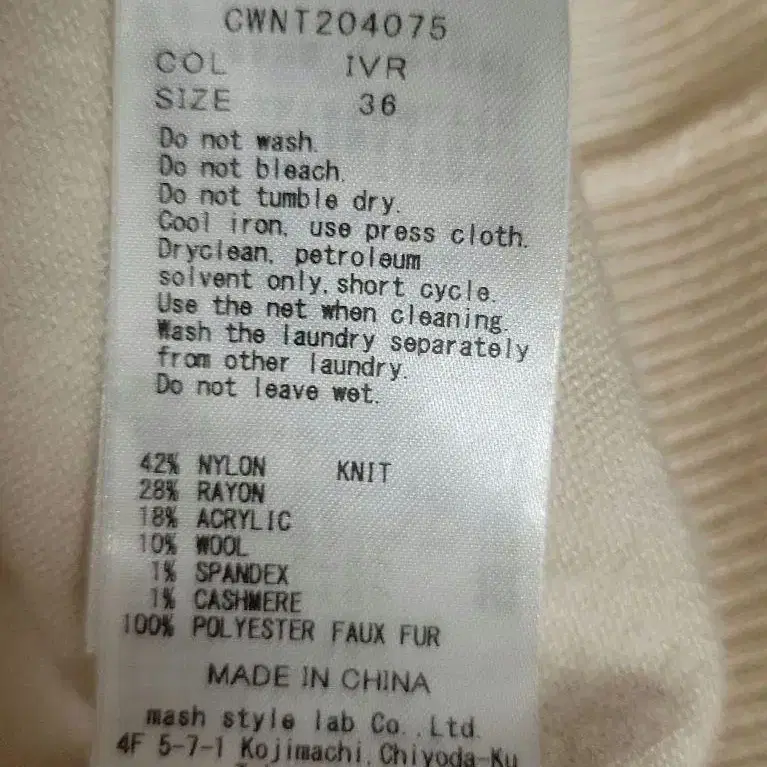 CWNT204075
COL IVR
SIZE 36
Do not wash.
Do not bleach.
Do not tumble dry.
Cool iron, use press cloth.
Dryclean, petroleum
solvent only, short cycle.
Use the net when cleaning.
Wash the laundry separately
from other laundry.
Do not leave wet.
42% NYLON KNIT
28% RAYON
18% ACRYLIC
10% WOOL
1% SPANDEX
1% CASHMERE
100% POLYESTER FAUX FUR
MADE IN CHINA
mash style lab Co.,Ltd.
4F 5-7-1 Kojimachi,Chiyoda-Ku